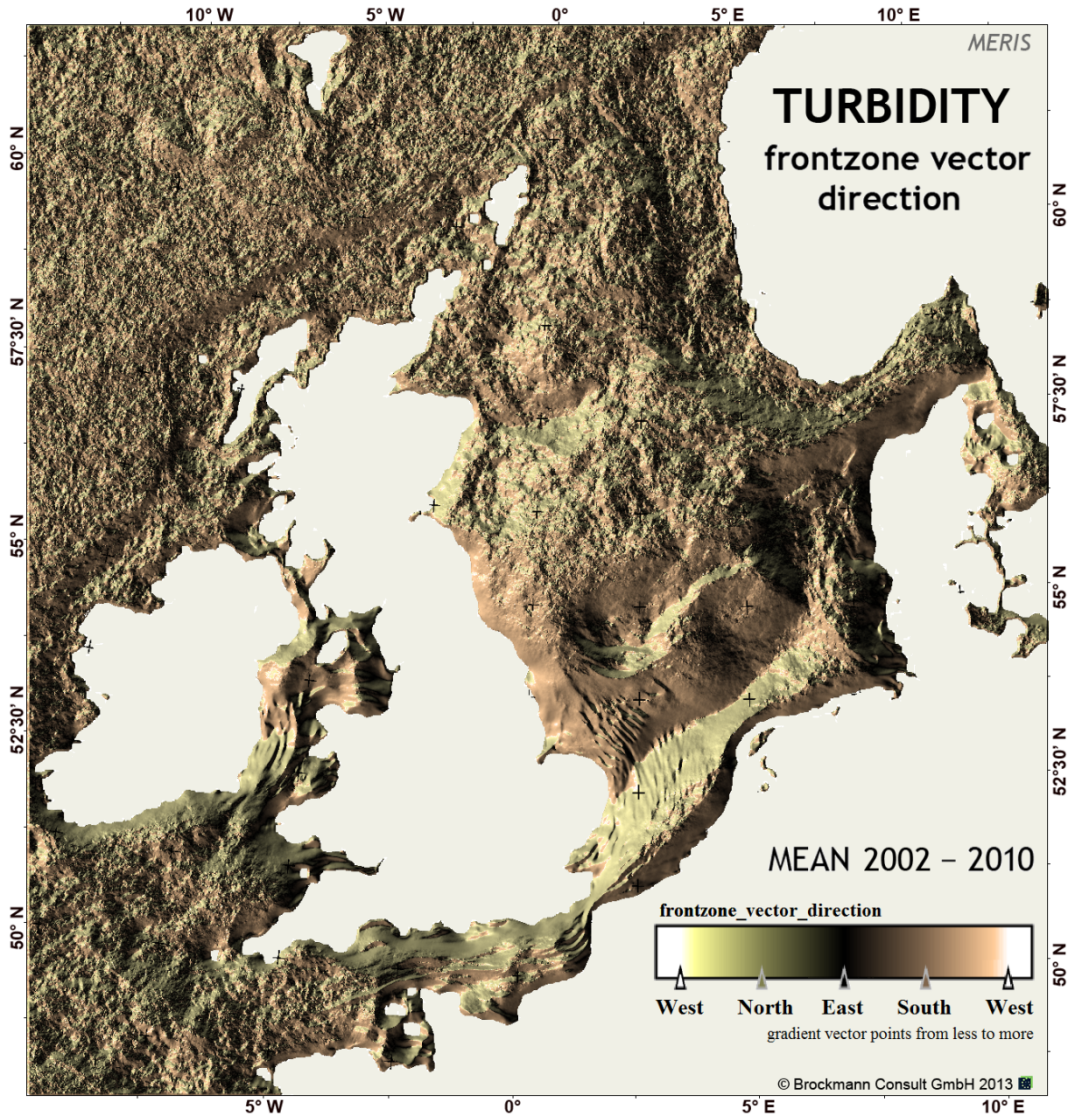 10° W 5° W 0° 5° E 10° E
MERIS
TURBIDITY
frontzone vector
direction
60° N
57°30' N
55° N
52°30' N
50° N
60° N
57°30' N
55° N
52°30' N
50° N
MEAN 2002 – 2010
frontzone_vector_direction
West North East South West
gradient vector points from less to more
© Brockmann Consult GmbH 2013
5° W 0° 5° E 10° E